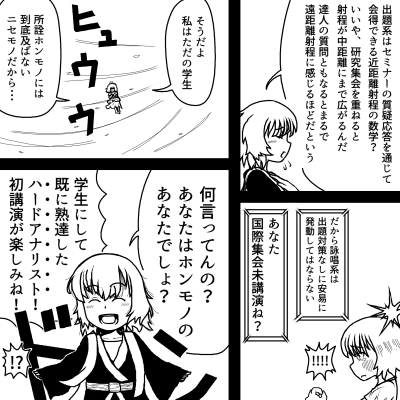 出題系はセミナーの質疑応答を通じて
会得できる近距離射程の数学?
いいや、研究集会を重ねると
射程が中距離にまで広がるんだ
達人の質問ともなるとまるで
遠距離射程に感じるほどだという
だから詠唱系は
出題対策なしに安易に
発動してはならない
あなた
国際集会未講演ね?
!!!!
そうだよ
私はただの学生
ヒュウウ
所詮ホンモノには
到底及ばない
ニセモノだから…
何言ってんの?
あなたはホンモノの
あなたでしょ?
学生にして
既に熟達した
ハードアナリスト!
初講演が楽しみね!
ドドン
!?